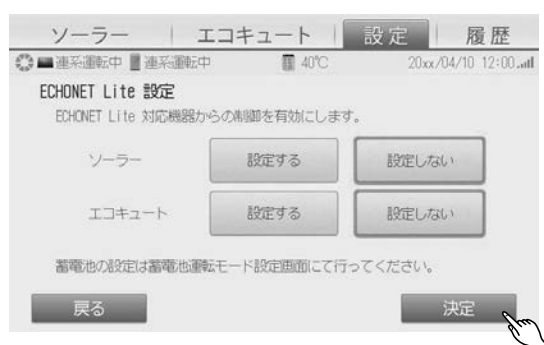 ソーラー エコキュート 設定 履歴
連系運転中 連系運転中 40℃ 20xx/04/10 12:00
ECHONET Lite 設定
ECHONET Lite 対応機器からの制御を有効にします。
ソーラー 設定する 設定しない
エコキュート 設定する 設定しない
蓄電池の設定は蓄電池運転モード設定画面にて行ってください。
戻る 決定